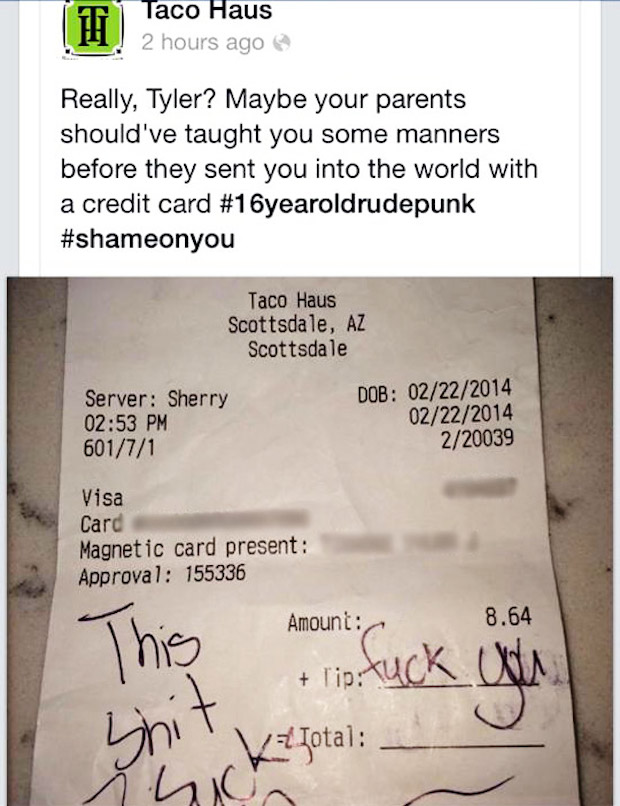 TH
Taco Haus
2 hours ago
Really, Tyler? Maybe your parents
should've taught you some manners
before they sent you into the world with
a credit card #16yearoldrudepunk
#shameonyou
Taco Haus
Scottsdale, AZ
Scottsdale
Server: Sherry
DOB: 02/22/2014
02:53 PM
02/22/2014
601/7/1
2/20039
Visa
Card
Magnetic card present:
Approval: 155336
Amount: 8.64
+ Tip: fuck you
= Total:
This
shit
sucks